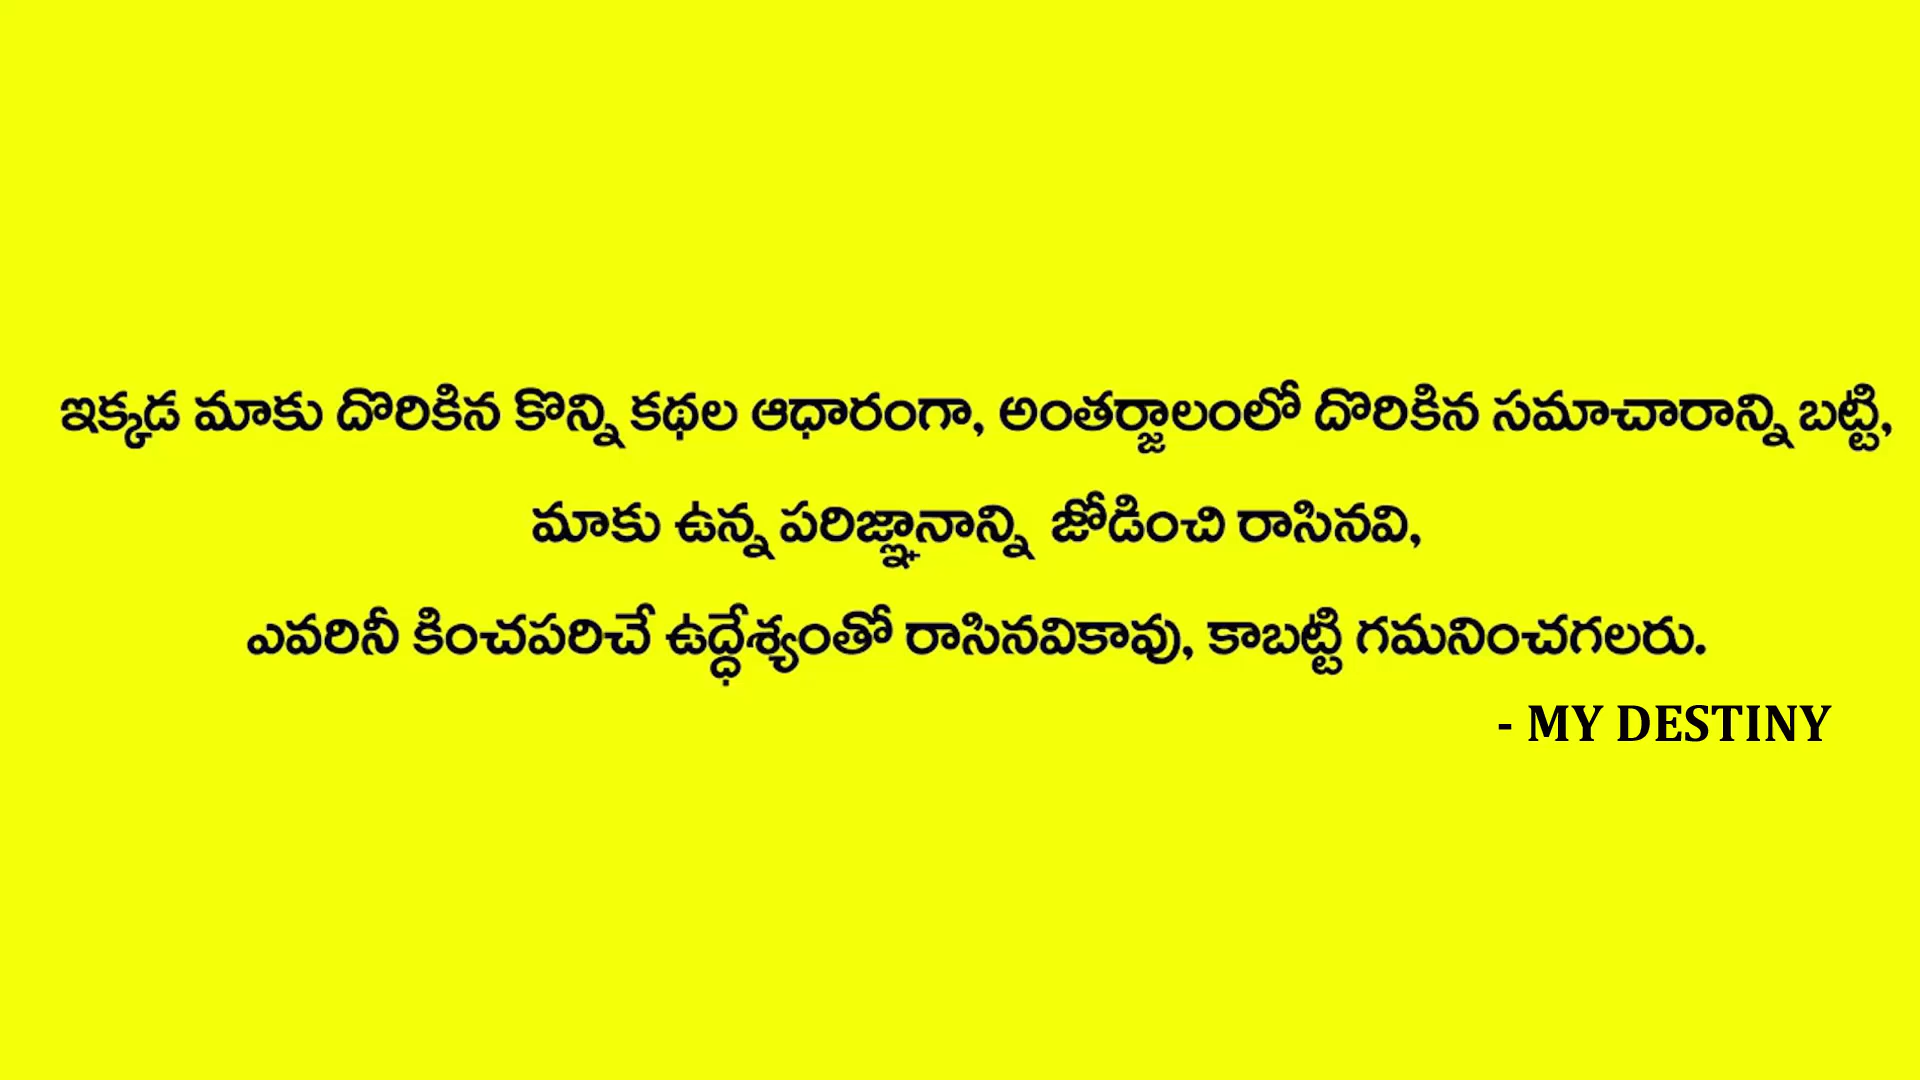 ఇక్కడ మాకు దొరికిన కొన్ని కథల ఆధారంగా, అంతర్జాలంలో దొరికిన సమాచారాన్ని బట్టి,
మాకు ఉన్న పరిజ్ఞానాన్ని జోడించి రాసినవి,
ఎవరినీ కించపరిచే ఉద్ధేశ్యంతో రాసినవికావు, కాబట్టి గమనించగలరు.
- MY DESTINY